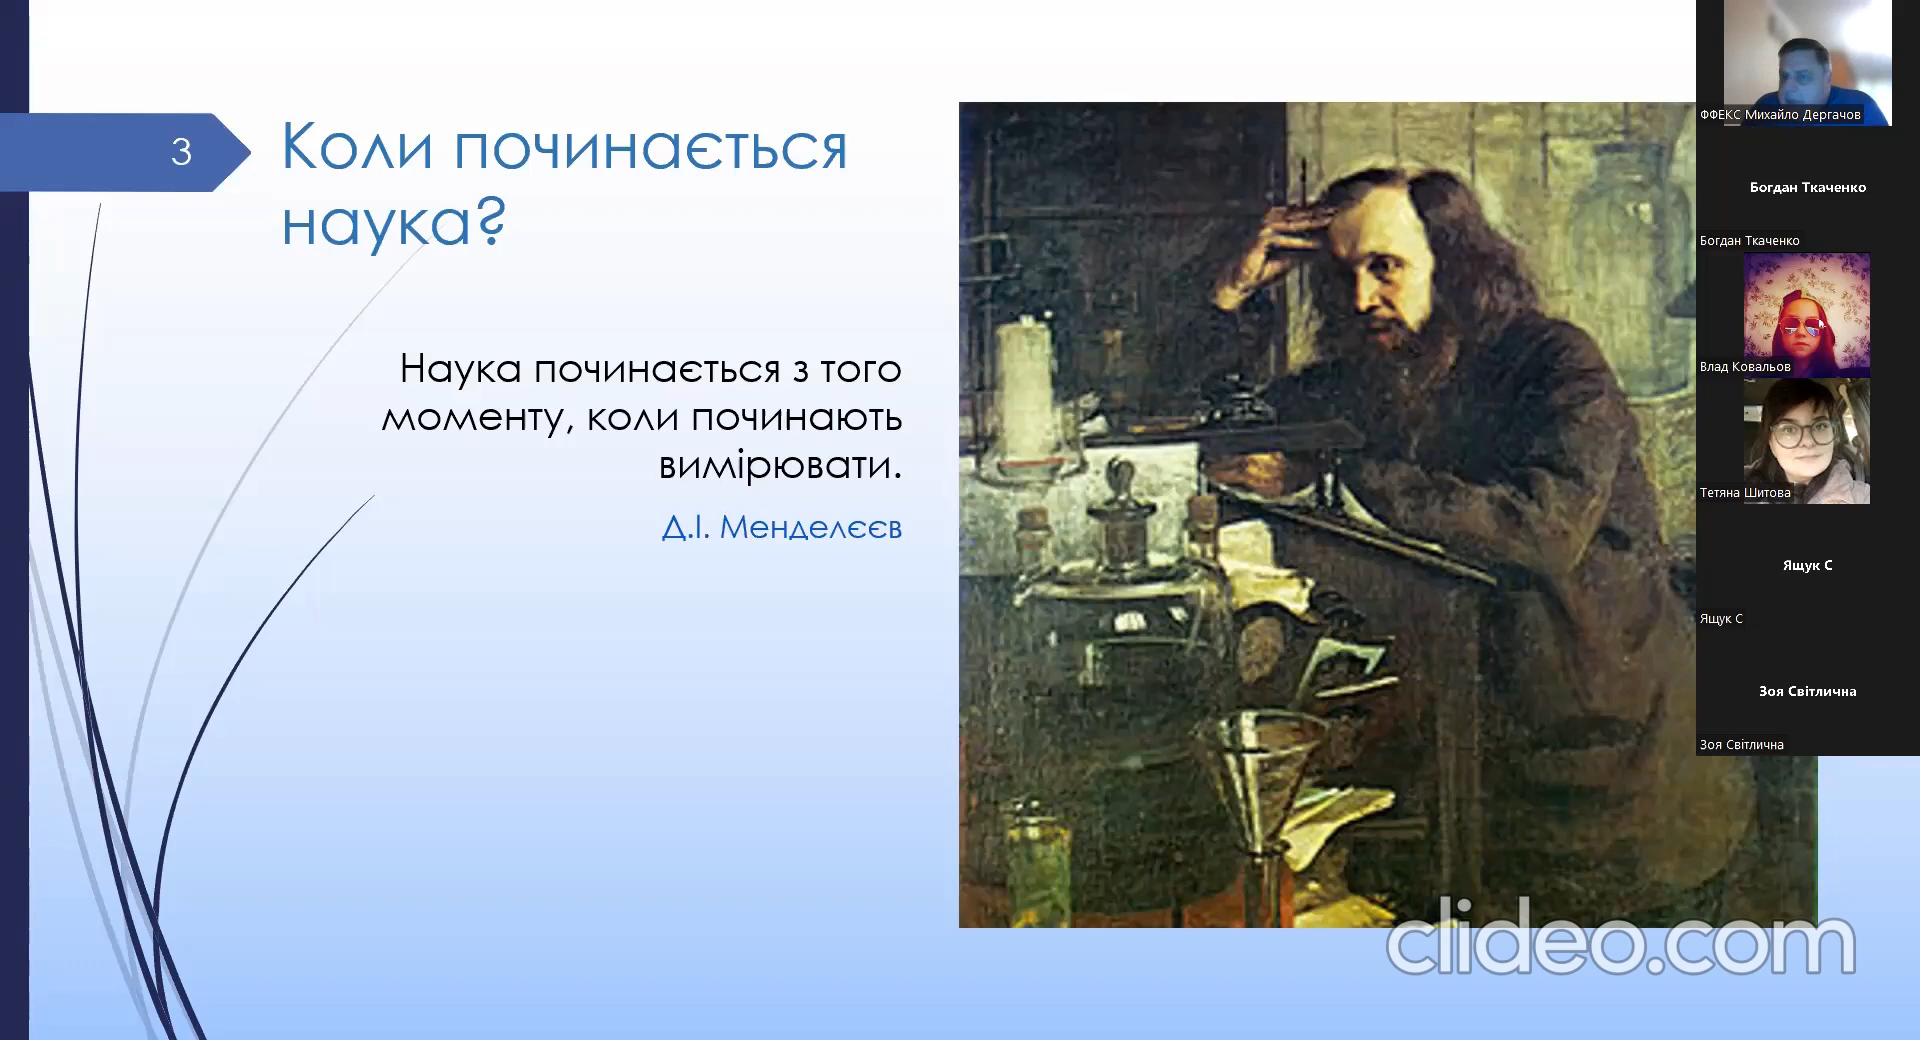 3
Коли починається
наука?
Наука починається з того
моменту, коли починають
вимірювати.
Д.І. Менделєєв
ФФЕКС Михайло Дергачов
Богдан Ткаченко
Богдан Ткаченко
Влад Ковальов
Тетяна Шитова
Ящук С
Ящук С
Зоя Світлична
Зоя Світлична
clideo.com